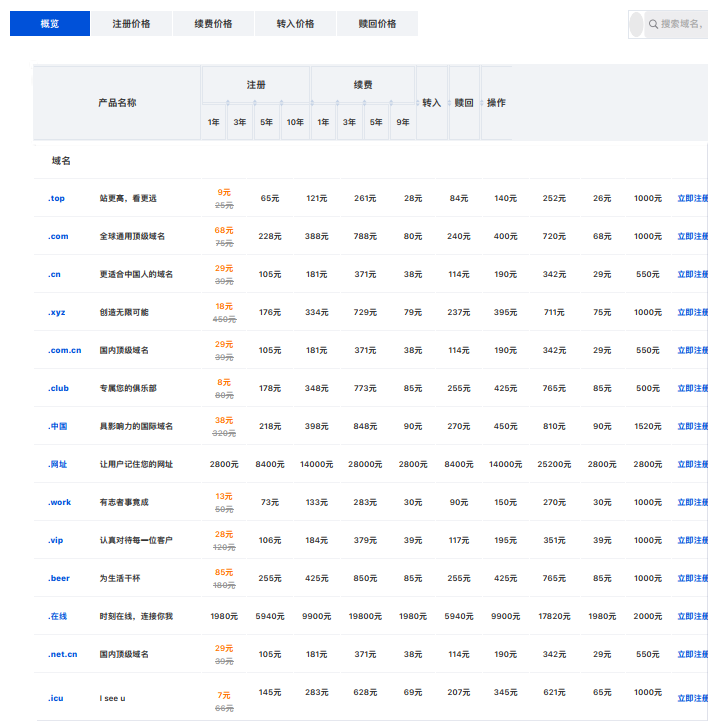 概览 注册价格 续费价格 转入价格 赎回价格 搜索域名,
产品名称 注册 续费 转入 赎回 操作
1年 3年 5年 10年 1年 3年 5年 9年
域名
.top 站更高，看更远 9元 25元 65元 121元 261元 28元 84元 140元 252元 26元 1000元 立即注册
.com 全球通用顶级域名 68元 75元 228元 388元 788元 80元 240元 400元 720元 68元 1000元 立即注册
.cn 更适合中国人的域名 29元 39元 105元 181元 371元 38元 114元 190元 342元 29元 550元 立即注册
.xyz 创造无限可能 18元 450元 176元 334元 729元 79元 237元 395元 711元 75元 1000元 立即注册
.com.cn 国内顶级域名 29元 39元 105元 181元 371元 38元 114元 190元 342元 29元 550元 立即注册
.club 专属您的俱乐部 8元 80元 178元 348元 773元 85元 255元 425元 765元 85元 500元 立即注册
.中国 具影响力的国际域名 38元 320元 218元 398元 848元 90元 270元 450元 810元 90元 1520元 立即注册
.网址 让用户记住您的网址 2800元 8400元 14000元 28000元 2800元 8400元 14000元 25200元 2800元 2800元 立即注册
.work 有志者事竟成 13元 50元 73元 133元 283元 30元 90元 150元 270元 30元 1000元 立即注册
.vip 认真对待每一位客户 28元 120元 106元 184元 379元 39元 117元 195元 351元 39元 1000元 立即注册
.beer 为生活干杯 85元 180元 255元 425元 850元 85元 255元 425元 765元 85元 1000元 立即注册
.在线 时刻在线，连接你我 1980元 5940元 9900元 19800元 1980元 5940元 9900元 17820元 1980元 2000元 立即注册
.net.cn 国内顶级域名 29元 39元 105元 181元 371元 38元 114元 190元 342元 29元 550元 立即注册
.icu I see u 7元 66元 145元 283元 628元 69元 207元 345元 621元 65元 1000元 立即注册